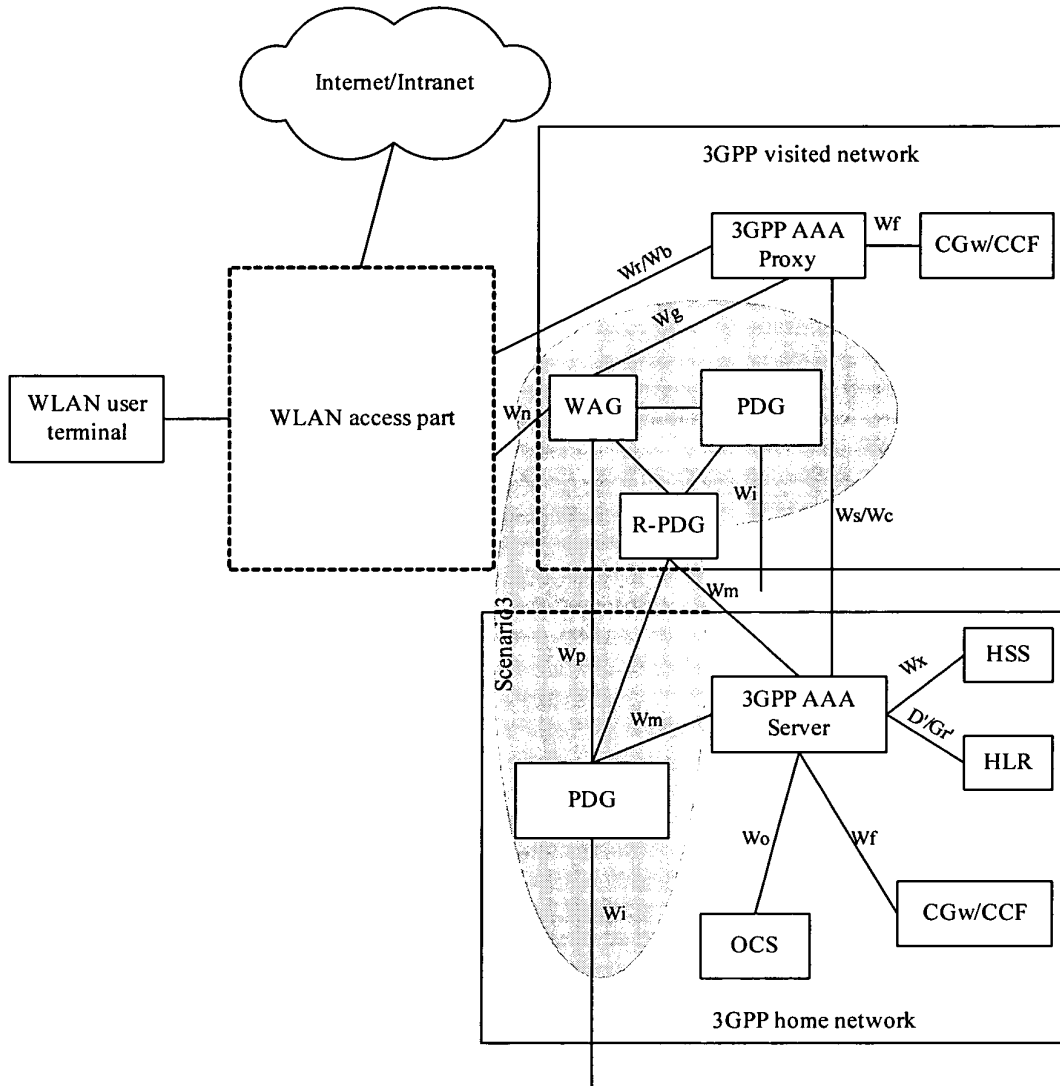 Internet/Intranet
3GPP visited network
3GPP AAA
Proxy
Wf
CGw/CCF
Wr/Wb
Wg
WLAN user
terminal
WLAN access part
Wn
WAG
PDG
R-PDG
Wi
Ws/Wc
Wm
Scenario3
Wp
Wm
3GPP AAA
Server
Wx
HSS
D'/Gr'
HLR
PDG
Wo
Wf
Wi
OCS
CGw/CCF
3GPP home network